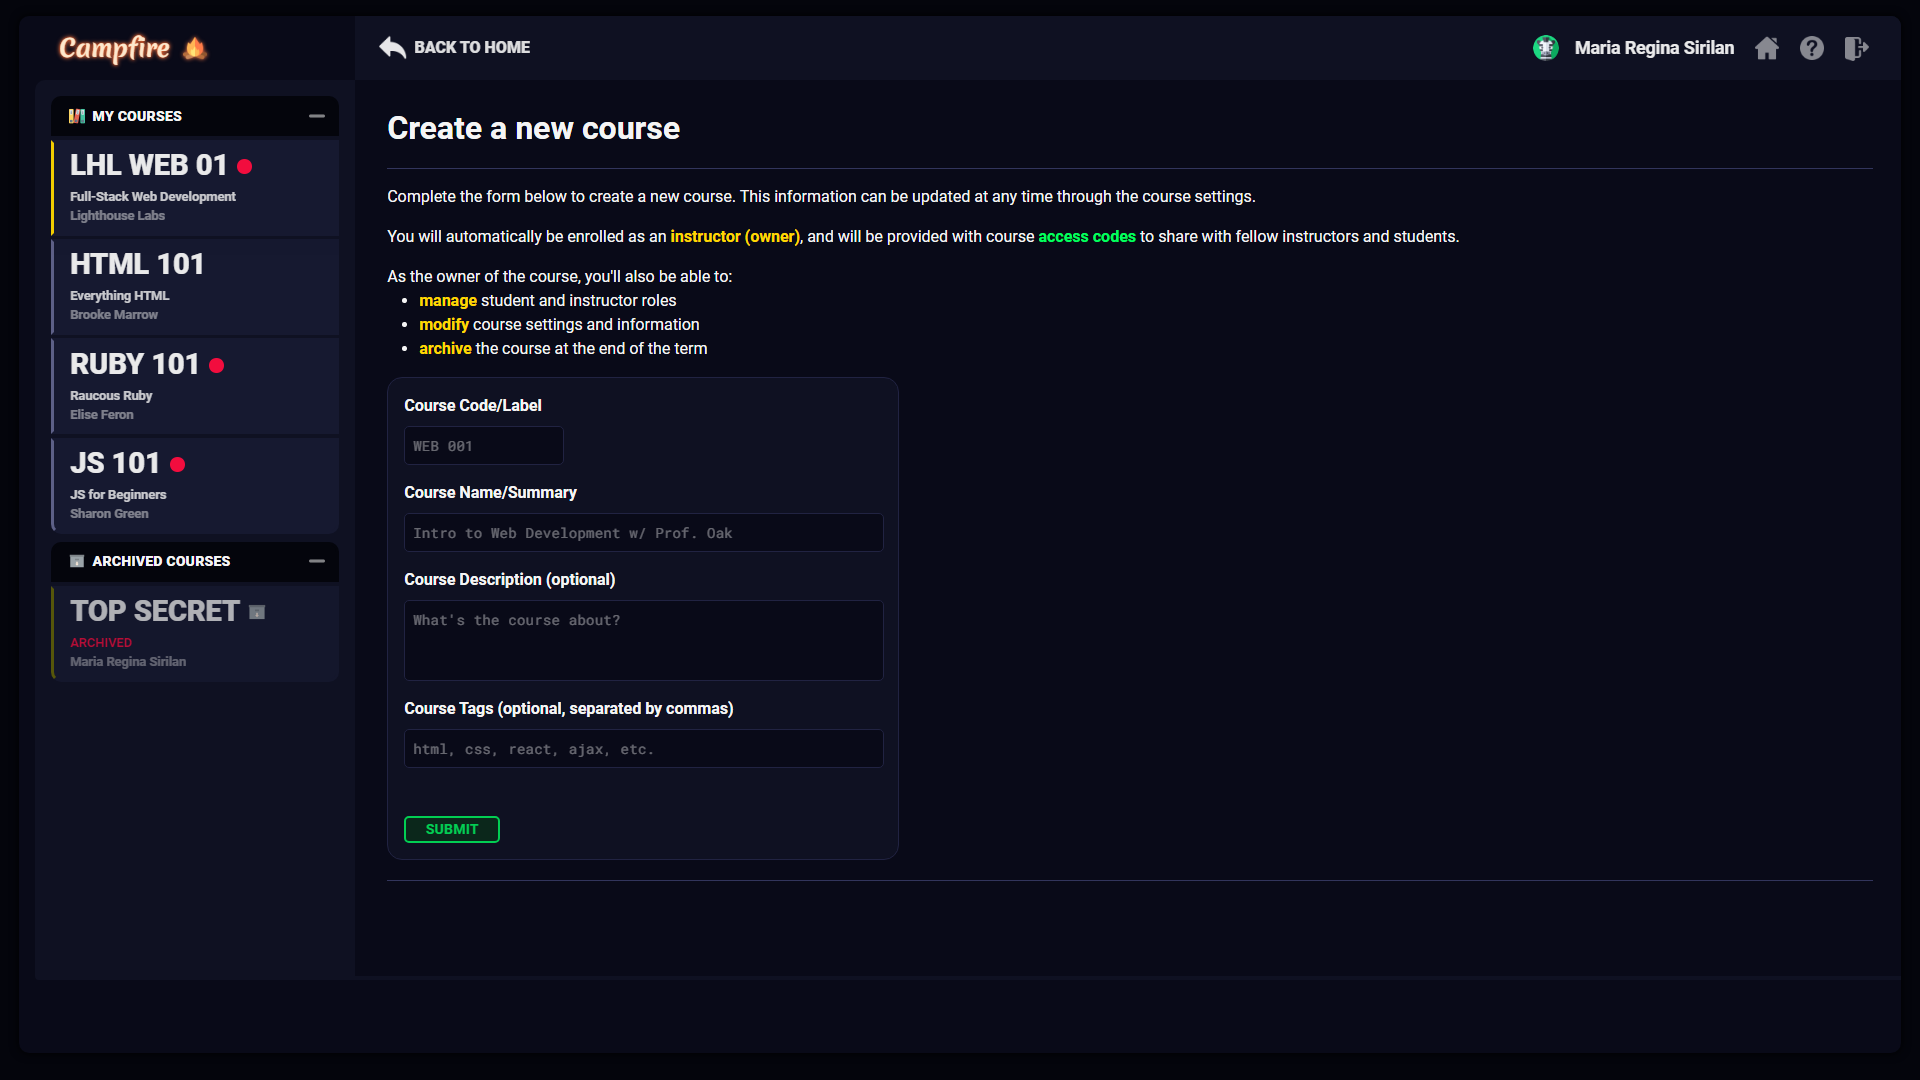 Campfire
BACK TO HOME
Maria Regina Sirilan
MY COURSES
LHL WEB 01
Full-Stack Web Development
Lighthouse Labs
HTML 101
Everything HTML
Brooke Marrow
RUBY 101
Raucous Ruby
Elise Feron
JS 101
JS for Beginners
Sharon Green
ARCHIVED COURSES
TOP SECRET
ARCHIVED
Maria Regina Sirilan
Create a new course
Complete the form below to create a new course. This information can be updated at any time through the course settings.
You will automatically be enrolled as an instructor (owner), and will be provided with course access codes to share with fellow instructors and students.
As the owner of the course, you'll also be able to:
• manage student and instructor roles
• modify course settings and information
• archive the course at the end of the term
Course Code/Label
WEB 001
Course Name/Summary
Intro to Web Development w/ Prof. Oak
Course Description (optional)
What's the course about?
Course Tags (optional, separated by commas)
html, css, react, ajax, etc.
SUBMIT